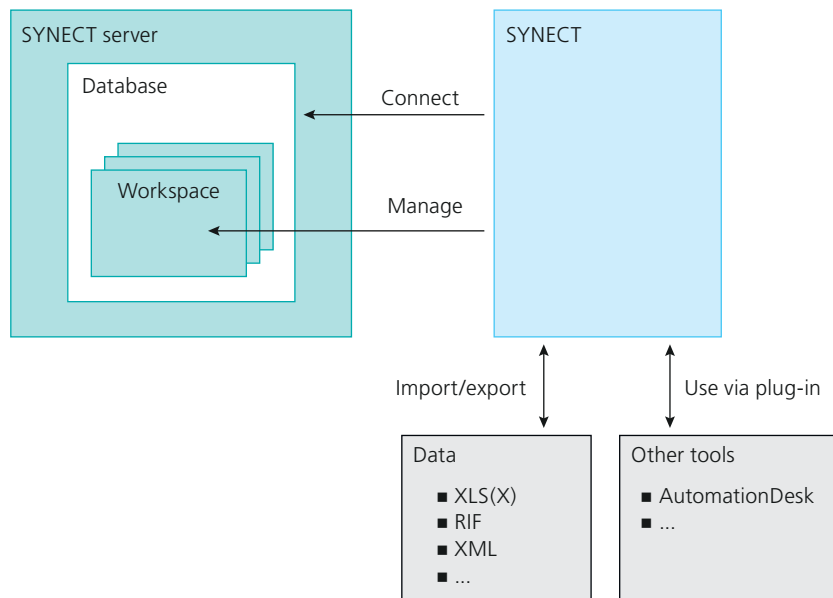 SYNECT server
SYNECT
Database
Connect
Workspace
Manage
Import/export
Use via plug-in
Data
■ XLS(X)
■ RIF
■ XML
■ ...
Other tools
■ AutomationDesk
■ ...